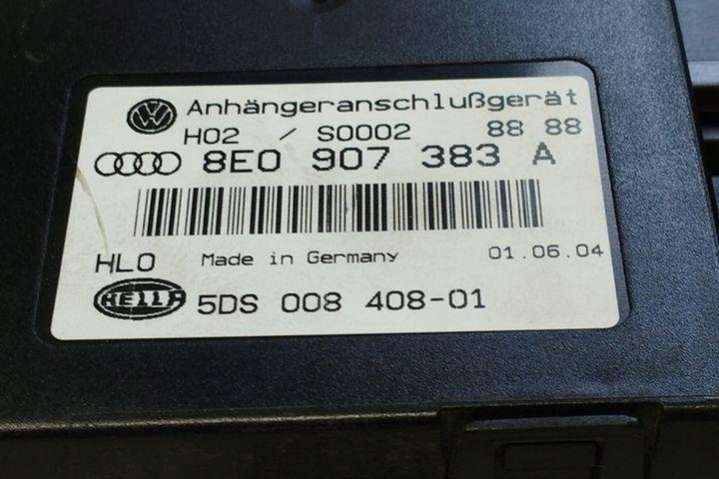 Anhängeranschlußgerät
H02 / S0002 88 88
8E0 907 383 A
HLO Made in Germany 01.06.04
HELLA 5DS 008 408-01